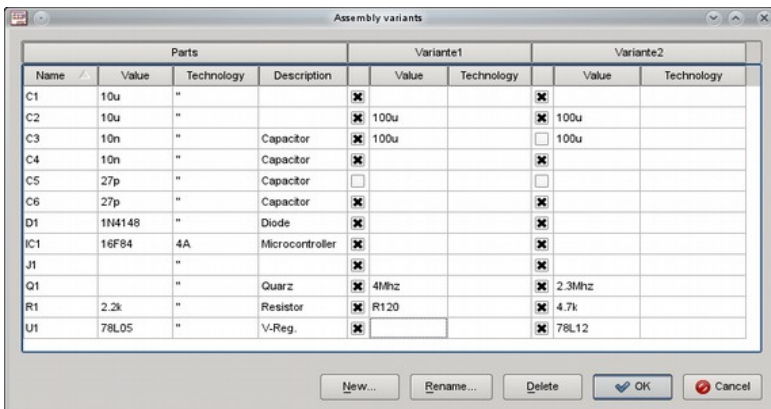 Assembly variants
Parts Variante1 Variante2
Name Value Technology Description Value Technology Value Technology
C1 10u "
C2 10u " 100u 100u
C3 10n " Capacitor 100u 100u
C4 10n " Capacitor
C5 27p " Capacitor
C6 27p " Capacitor
D1 1N4148 " Diode
IC1 16F84 4A Microcontroller
J1 "
Q1 " Quarz 4Mhz 2.3Mhz
R1 2.2k " Resistor R120 4.7k
U1 78L05 " V-Reg. 78L12
New... Rename... Delete OK Cancel